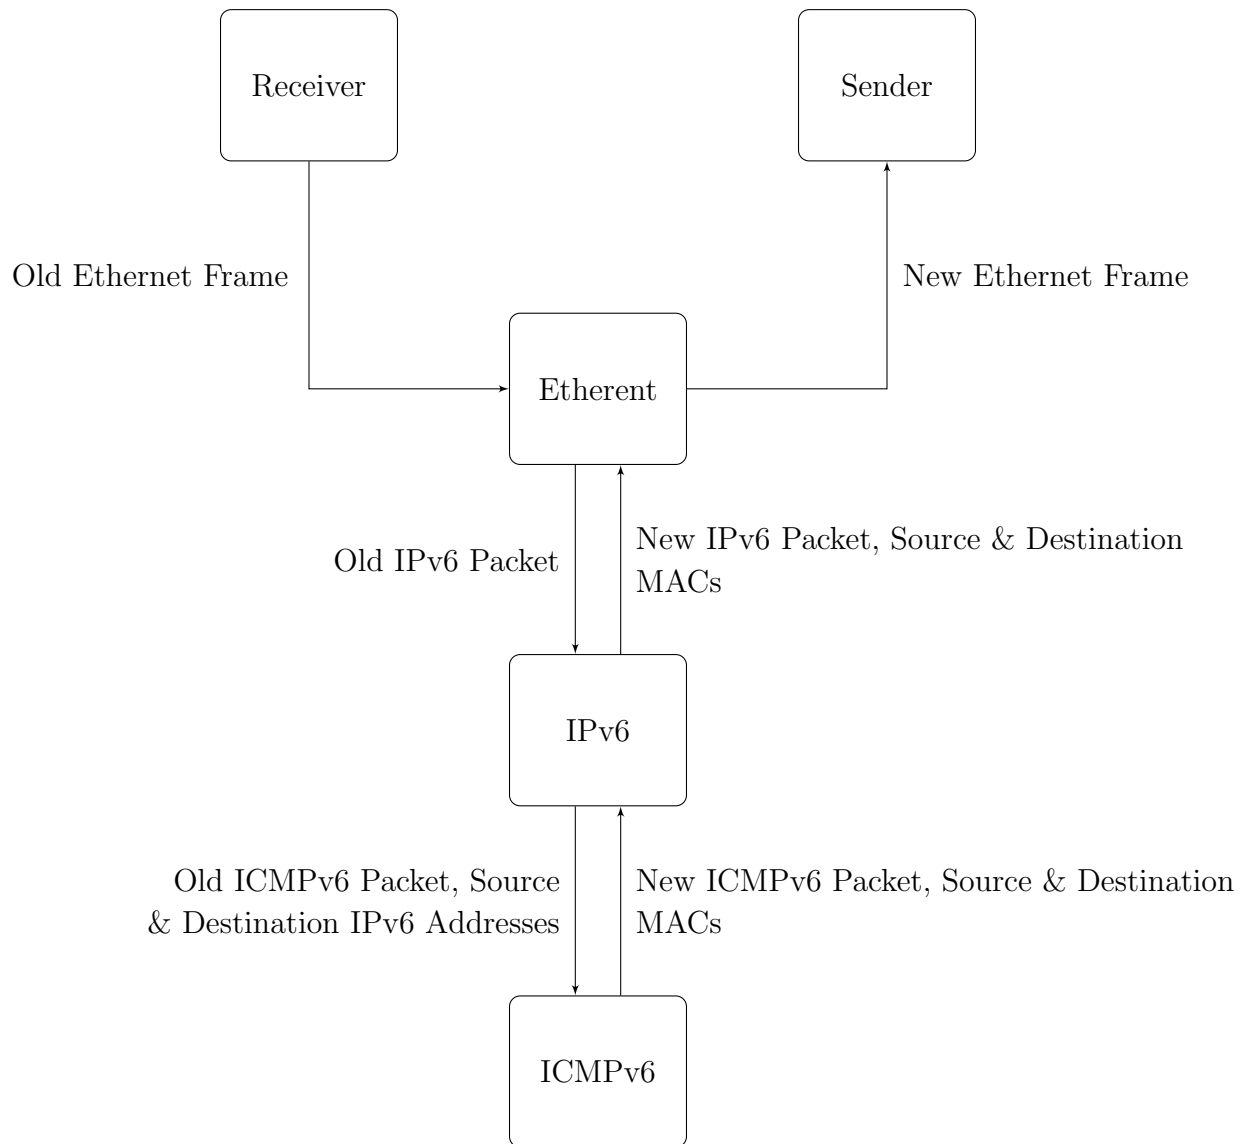 Receiver
Sender
Old Ethernet Frame
New Ethernet Frame
Etherent
Old IPv6 Packet
New IPv6 Packet, Source & Destination
MACs
IPv6
Old ICMPv6 Packet, Source
& Destination IPv6 Addresses
New ICMPv6 Packet, Source & Destination
MACs
ICMPv6